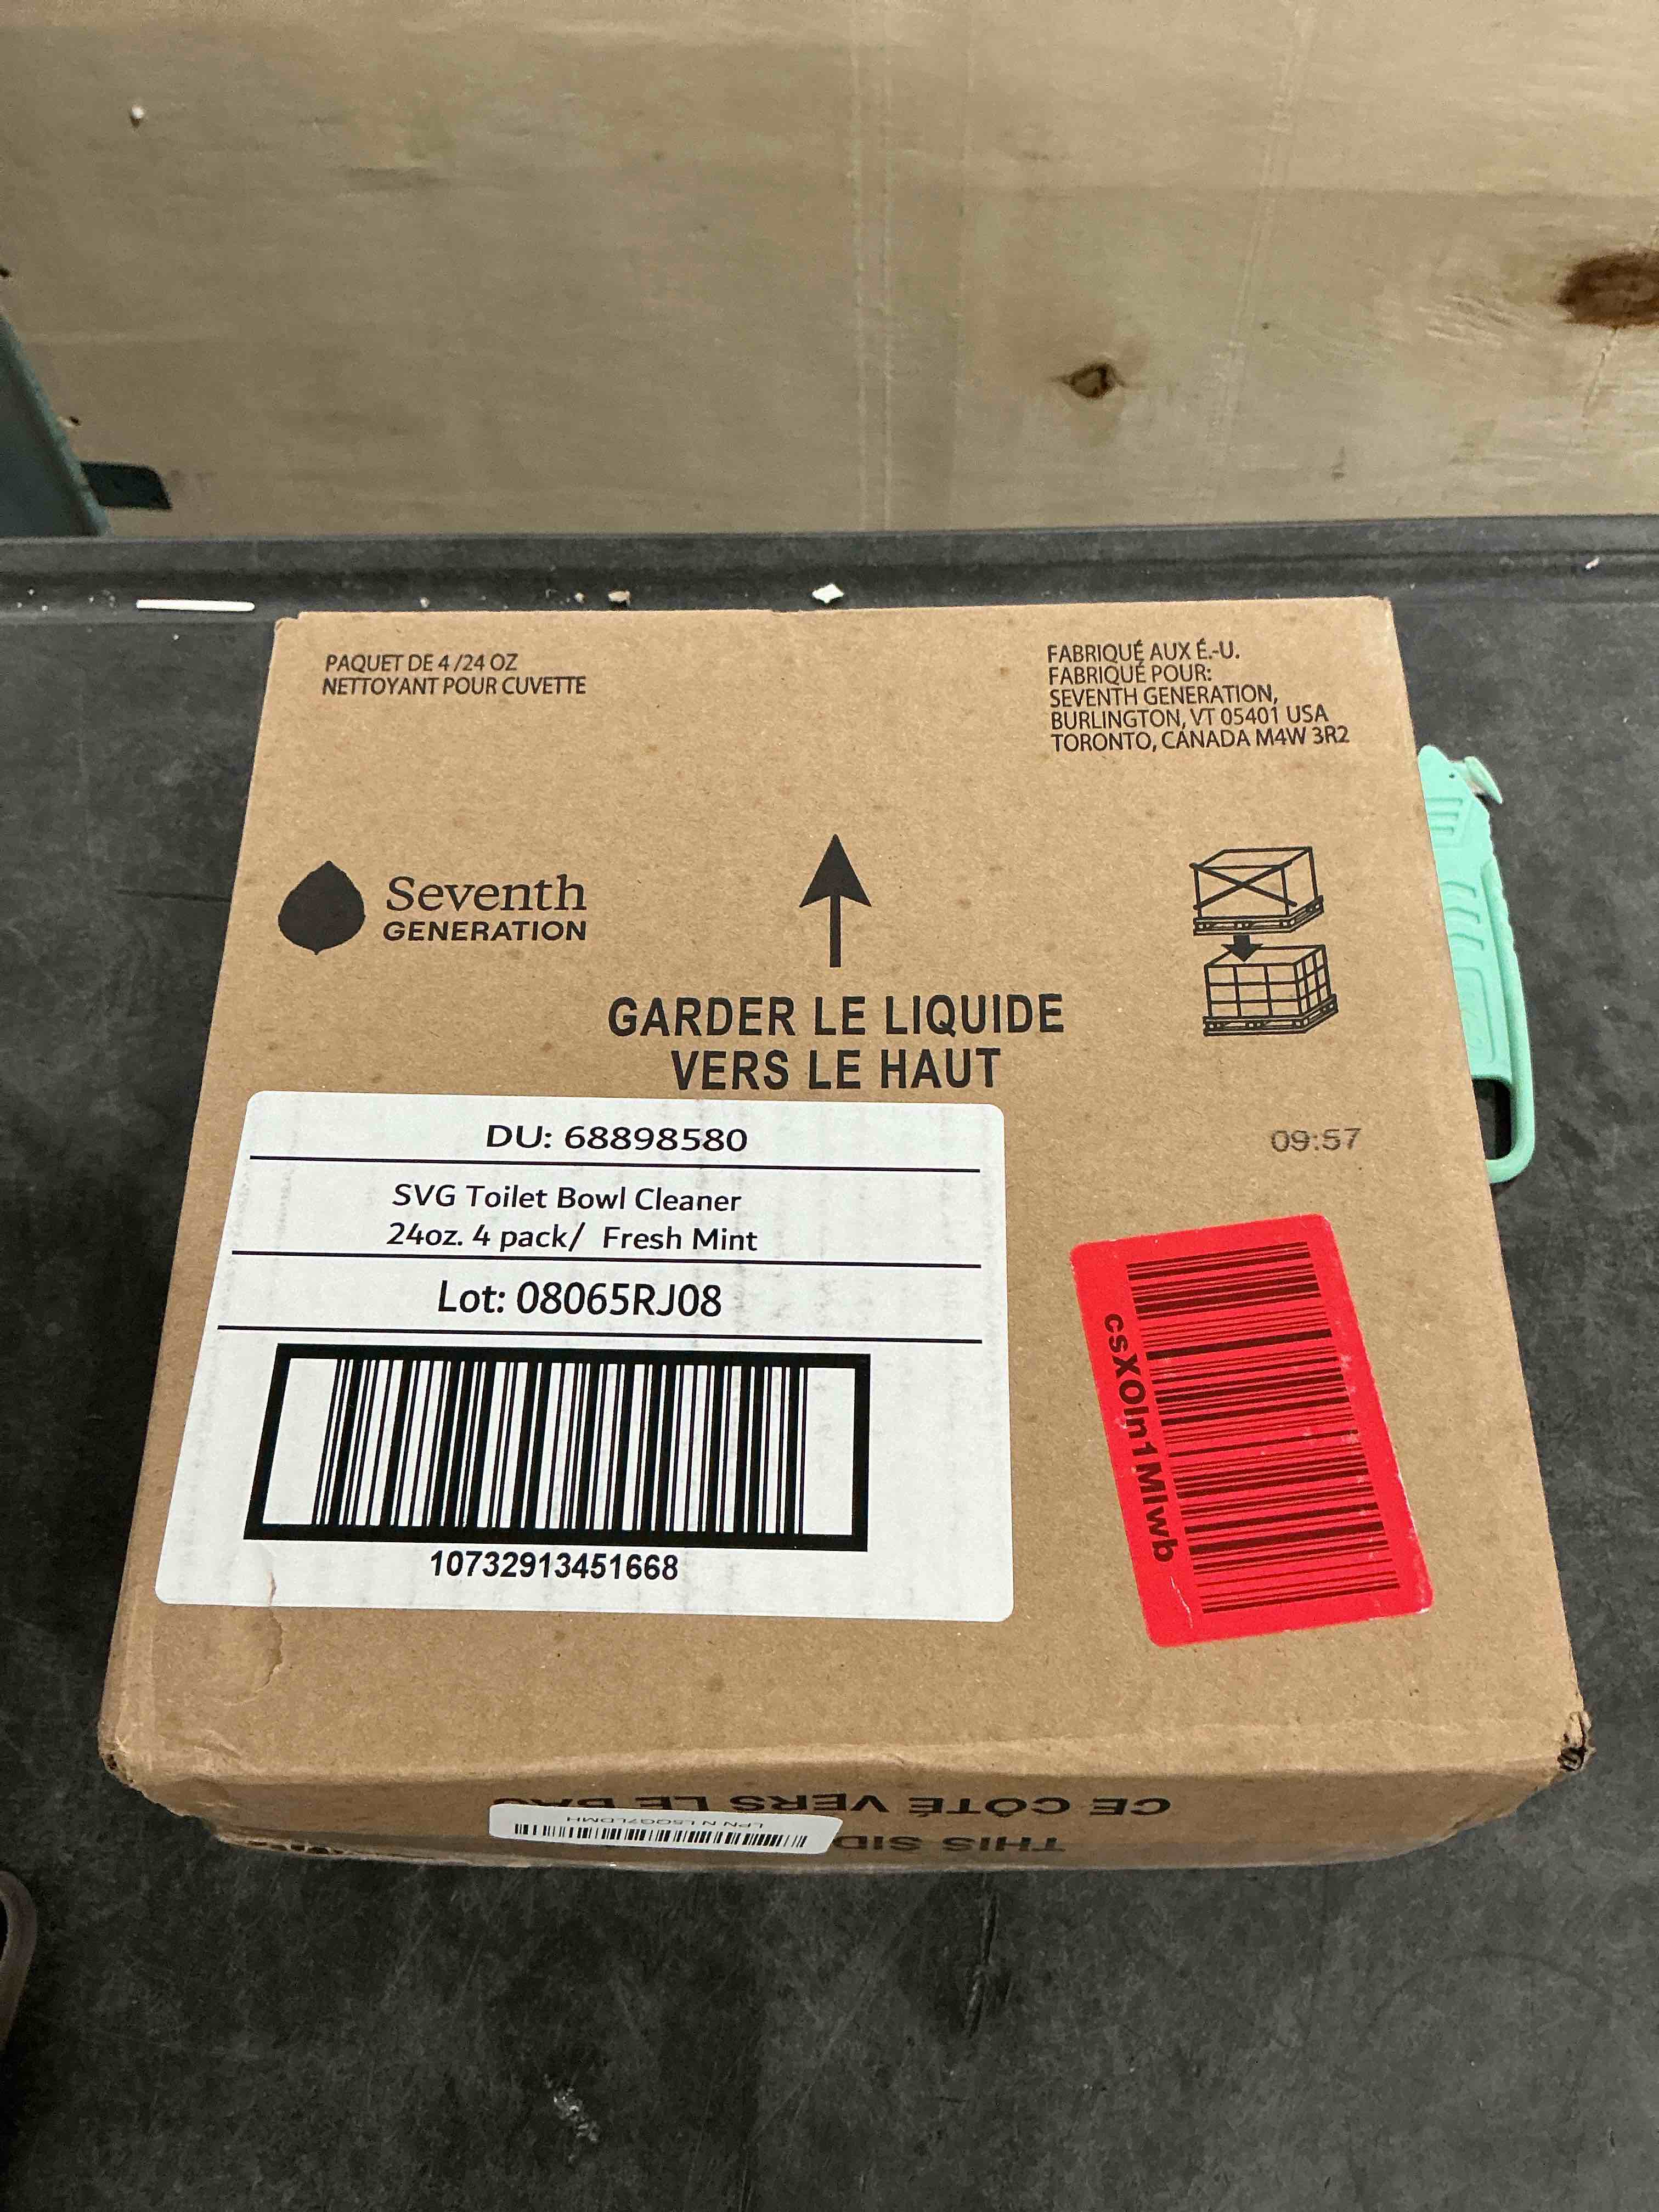 PAQUET DE 4 /24 OZ
NETTOYANT POUR CUVETTE
FABRIQUÉ AUX É.-U.
FABRIQUÉ POUR:
SEVENTH GENERATION,
BURLINGTON, VT 05401 USA
TORONTO, CANADA M4W 3R2
Seventh
GENERATION
GARDER LE LIQUIDE
VERS LE HAUT
09:57
DU: 68898580
SVG Toilet Bowl Cleaner
24oz. 4 pack/ Fresh Mint
Lot: 08065RJ08
10732913451668
CE CÔTÉ VERS LE BAS
THIS SID